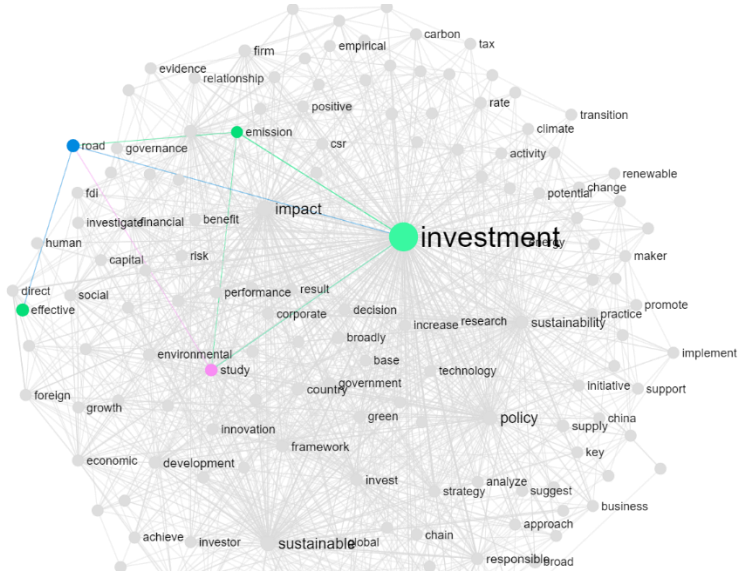 carbon
tax
firm
empirical
evidence
relationship
positive
rate
transition
emission
climate
road
governance
csr
activity
renewable
fdi
potential
change
investigate
financial
benefit
impact
investment
human
energy
capital
risk
maker
direct
social
performance
result
effective
corporate
decision
increase
research
sustainability
practice
promote
broadly
environmental
base
implement
study
technology
foreign
country
government
initiative
support
growth
green
policy
china
innovation
supply
framework
key
economic
development
invest
strategy
analyze
suggest
business
approach
achieve
investor
sustainable
global
chain
responsible
broad